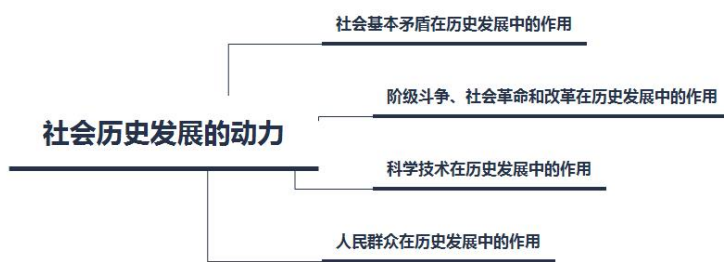 社会基本矛盾在历史发展中的作用
阶级斗争、社会革命和改革在历史发展中的作用
社会历史发展的动力
科学技术在历史发展中的作用
人民群众在历史发展中的作用